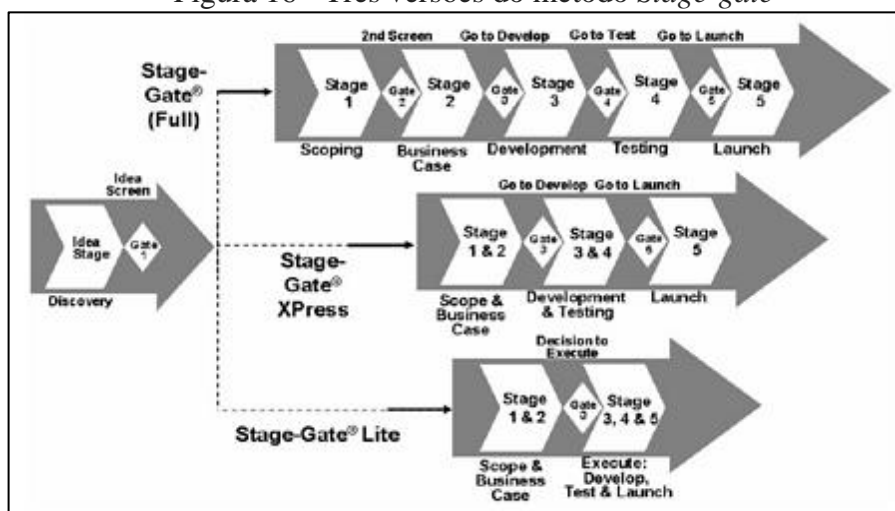 Figura 16 - Três versões do método Stage-gate
2nd Screen Go to Develop Go to Test Go to Launch
Stage-
Gate®
(Full)
Stage
1
Gate
2
Stage
2
Gate
3
Stage
3
Gate
4
Stage
4
Gate
5
Stage
5
Scoping
Business
Case
Development
Testing
Launch
Idea
Screen
Idea
Stage
Gate
1
Discovery
Stage-
Gate®
XPress
Go to Develop Go to Launch
Stage
1 & 2
Gate
3
Stage
3 & 4
Gate
Stage
5
Scope &
Business
Case
Development
& Testing
Launch
Stage-Gate® Lite
Decision to
Execute
Stage
1 & 2
Gate
3
Stage
3, 4 & 5
Scope &
Business
Case
Execute:
Develop,
Test & Launch